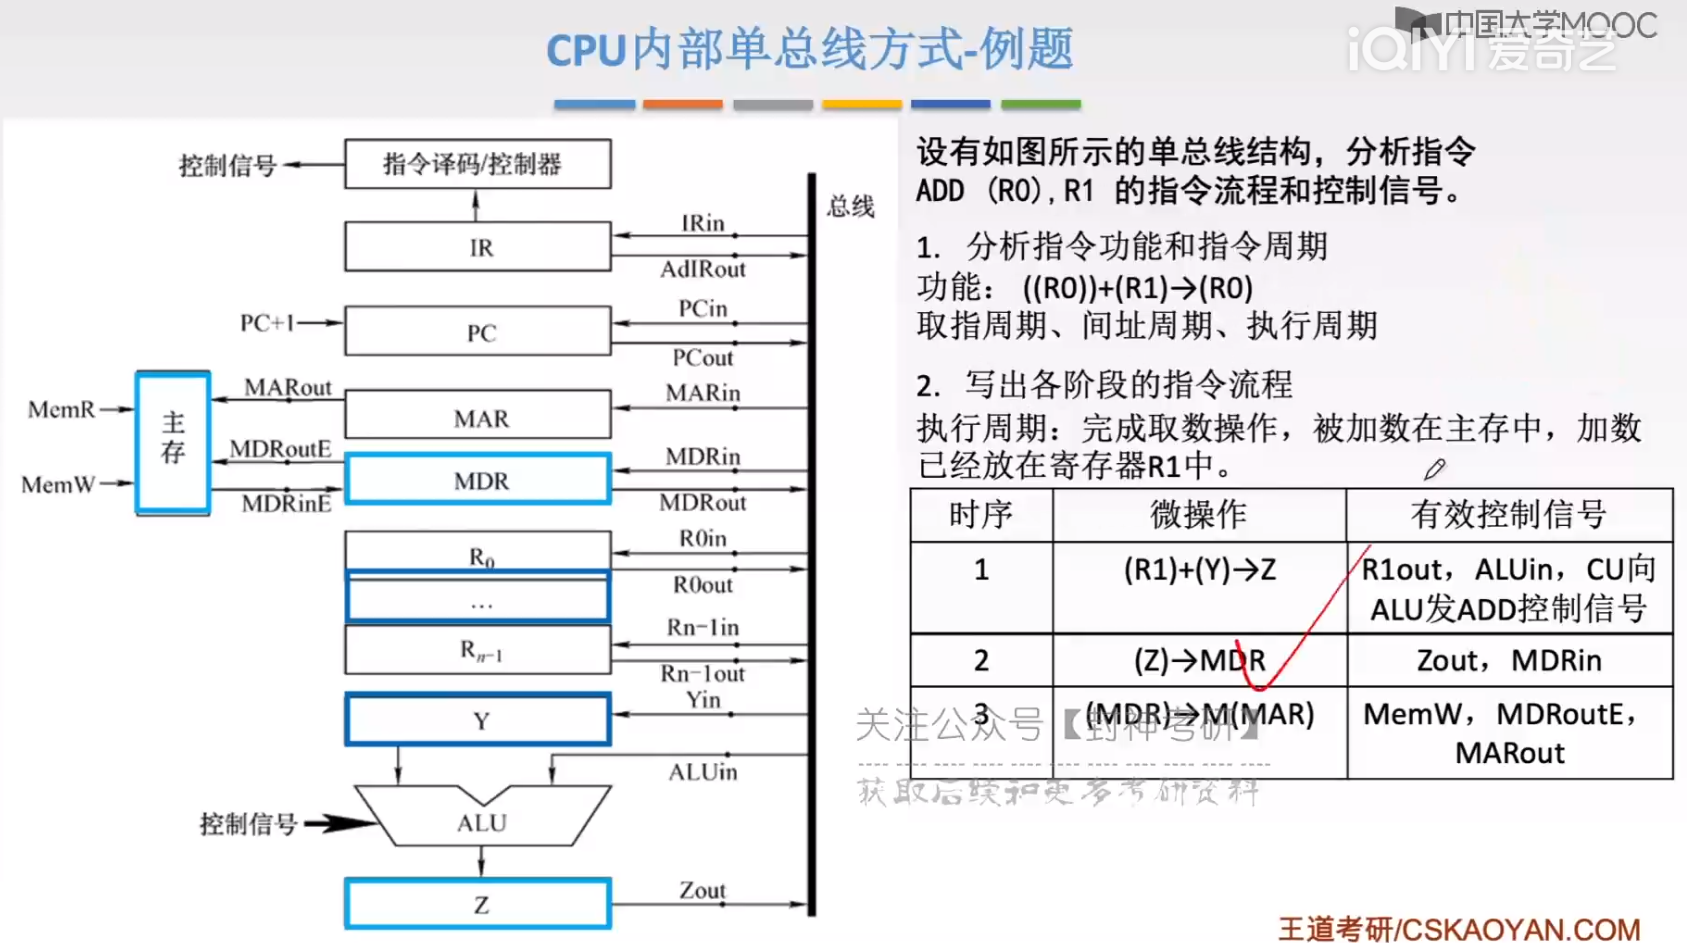 中国大学MOOC
iQIYI 爱奇艺
CPU内部单总线方式-例题
控制信号
指令译码/控制器
总线
IRin
IR
AdIRout
PCin
PC+1
PC
PCout
MARout
MARin
MemR
主存
MAR
MDRoutE
MDRin
MemW
MDR
MDRinE
MDRout
R0in
R₀
R0out
...
Rn-1in
Rₙ₋₁
Rn-1out
Yin
Y
ALUin
控制信号
ALU
Zout
Z
设有如图所示的单总线结构，分析指令
ADD (R0),R1 的指令流程和控制信号。
1. 分析指令功能和指令周期
功能： ((R0))+(R1)→(R0)
取指周期、间址周期、执行周期
2. 写出各阶段的指令流程
执行周期：完成取数操作，被加数在主存中，加数
已经放在寄存器R1中。
时序 微操作 有效控制信号
1 (R1)+(Y)→Z R1out，ALUin，CU向
ALU发ADD控制信号
2 (Z)→MDR Zout，MDRin
3 (MDR)→M(MAR) MemW，MDRoutE，
MARout
关注公众号【封神考研】
获取后续和更多考研资料
王道考研/CSKAOYAN.COM